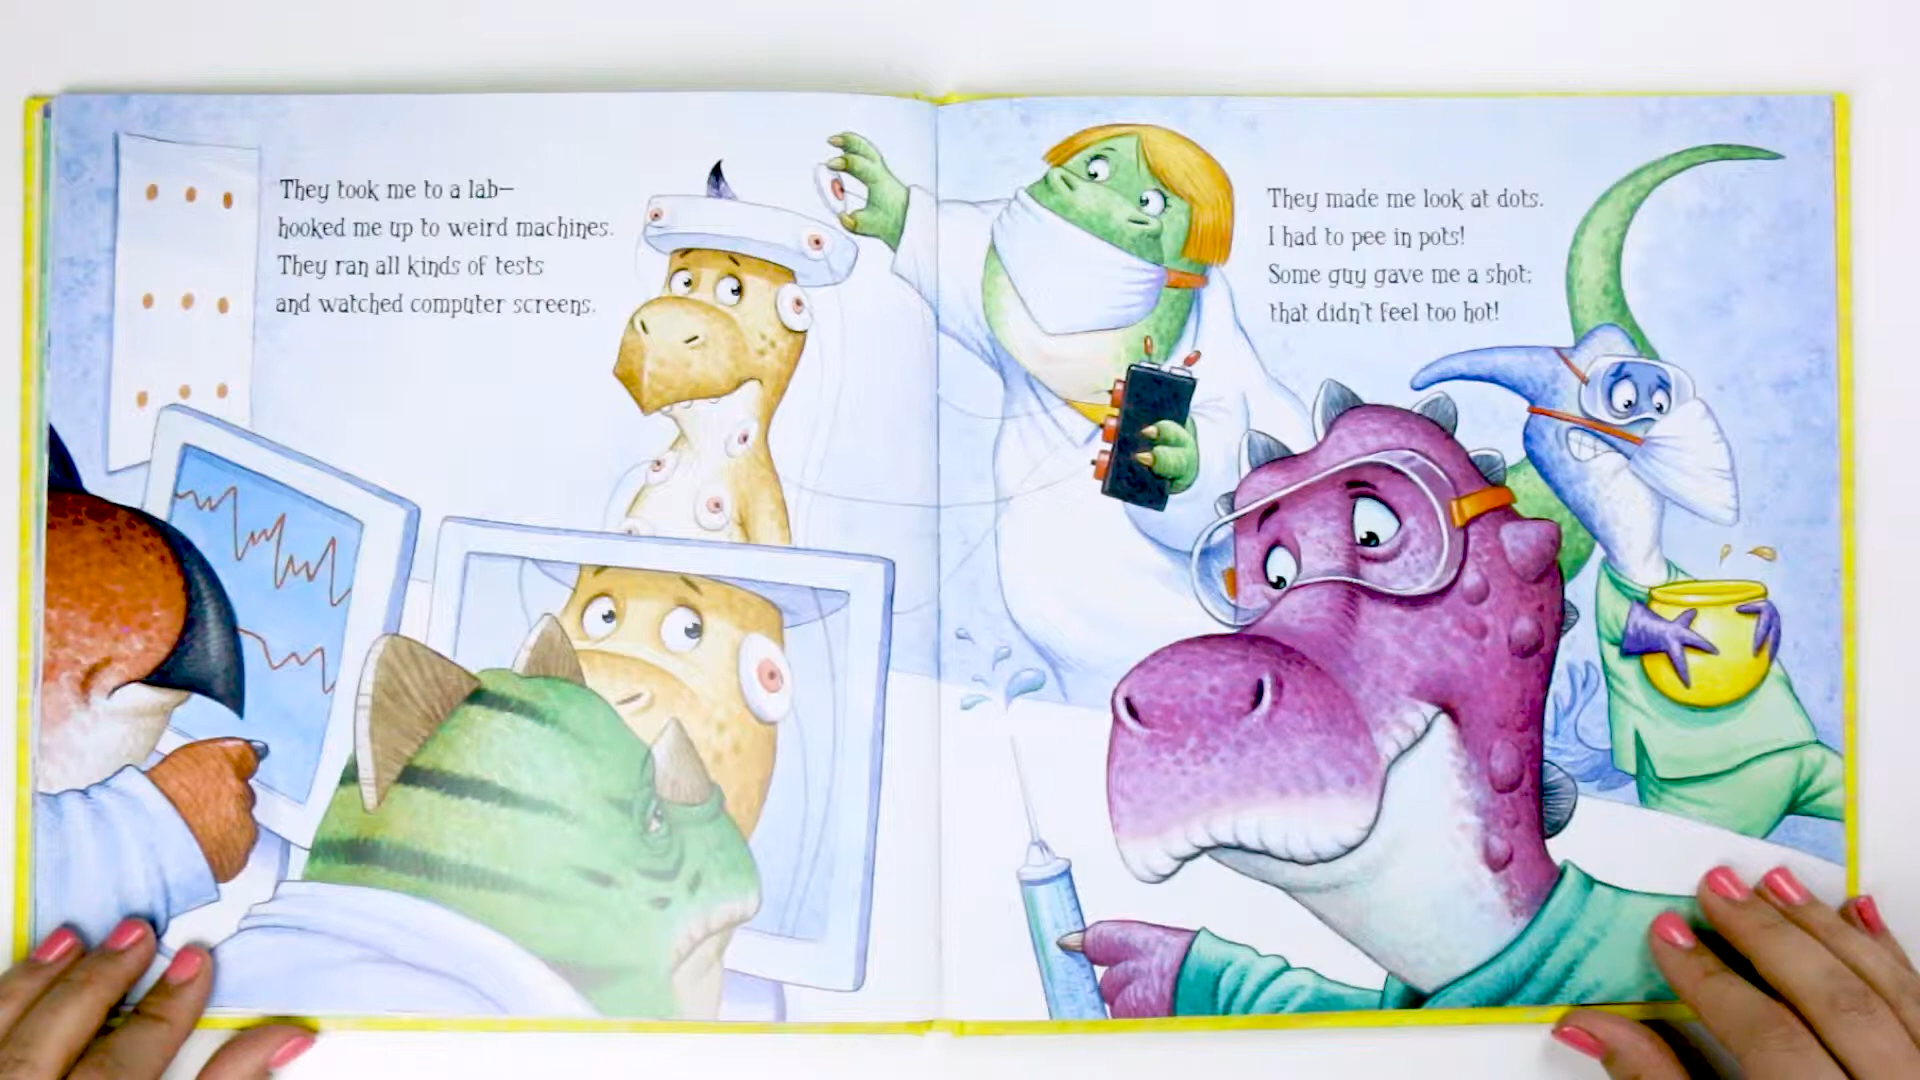 They took me to a lab—
hooked me up to weird machines.
They ran all kinds of tests
and watched computer screens.
They made me look at dots.
I had to pee in pots!
Some guy gave me a shot;
that didn't feel too hot!